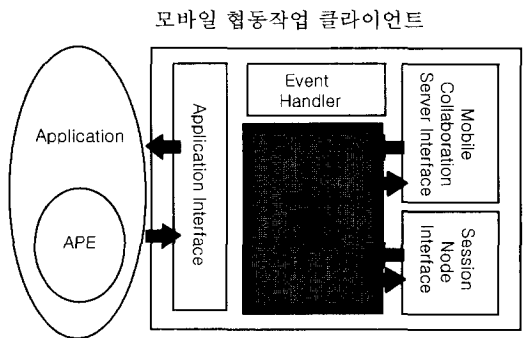 모바일 협동작업 클라이언트
Application
APE
Application Interface
Event
Handler
Mobile
Collaboration
Server Interface
Session
Node
Interface